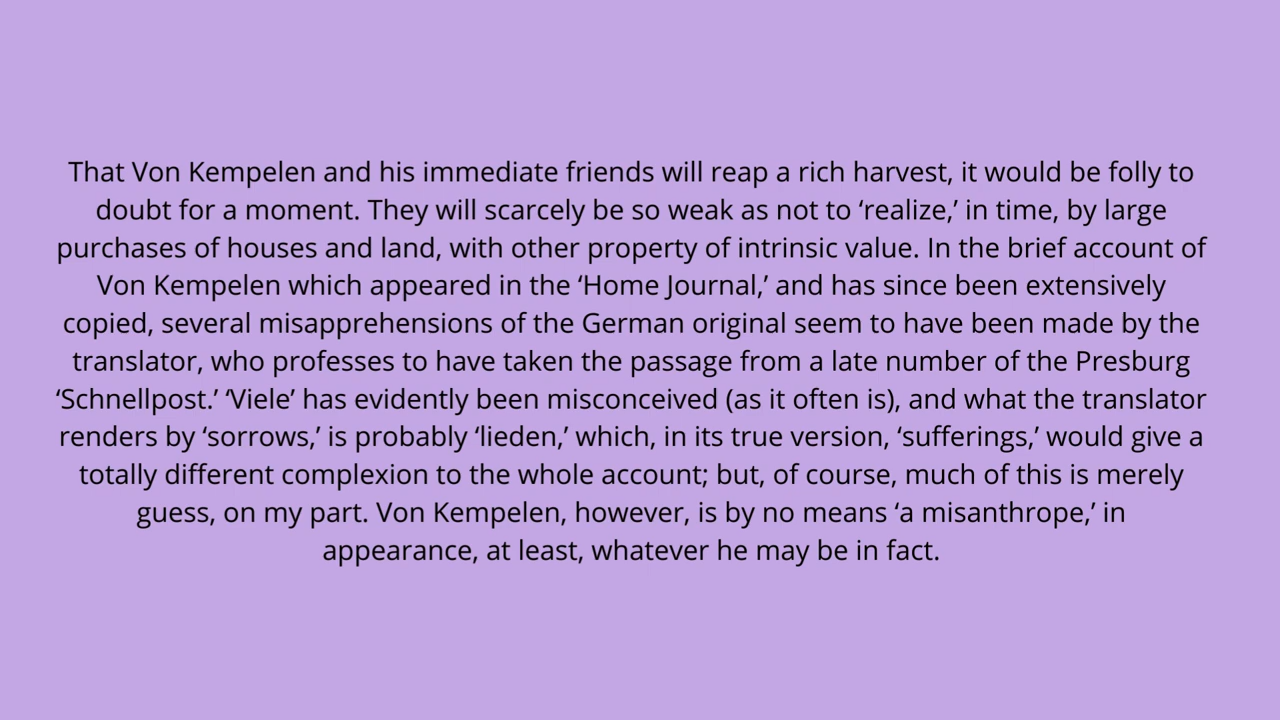 That Von Kempelen and his immediate friends will reap a rich harvest, it would be folly to
doubt for a moment. They will scarcely be so weak as not to ‘realize,’ in time, by large
purchases of houses and land, with other property of intrinsic value. In the brief account of
Von Kempelen which appeared in the ‘Home Journal,’ and has since been extensively
copied, several misapprehensions of the German original seem to have been made by the
translator, who professes to have taken the passage from a late number of the Presburg
‘Schnellpost.’ ‘Viele’ has evidently been misconceived (as it often is), and what the translator
renders by ‘sorrows,’ is probably ‘lieden,’ which, in its true version, ‘sufferings,’ would give a
totally different complexion to the whole account; but, of course, much of this is merely
guess, on my part. Von Kempelen, however, is by no means ‘a misanthrope,’ in
appearance, at least, whatever he may be in fact.